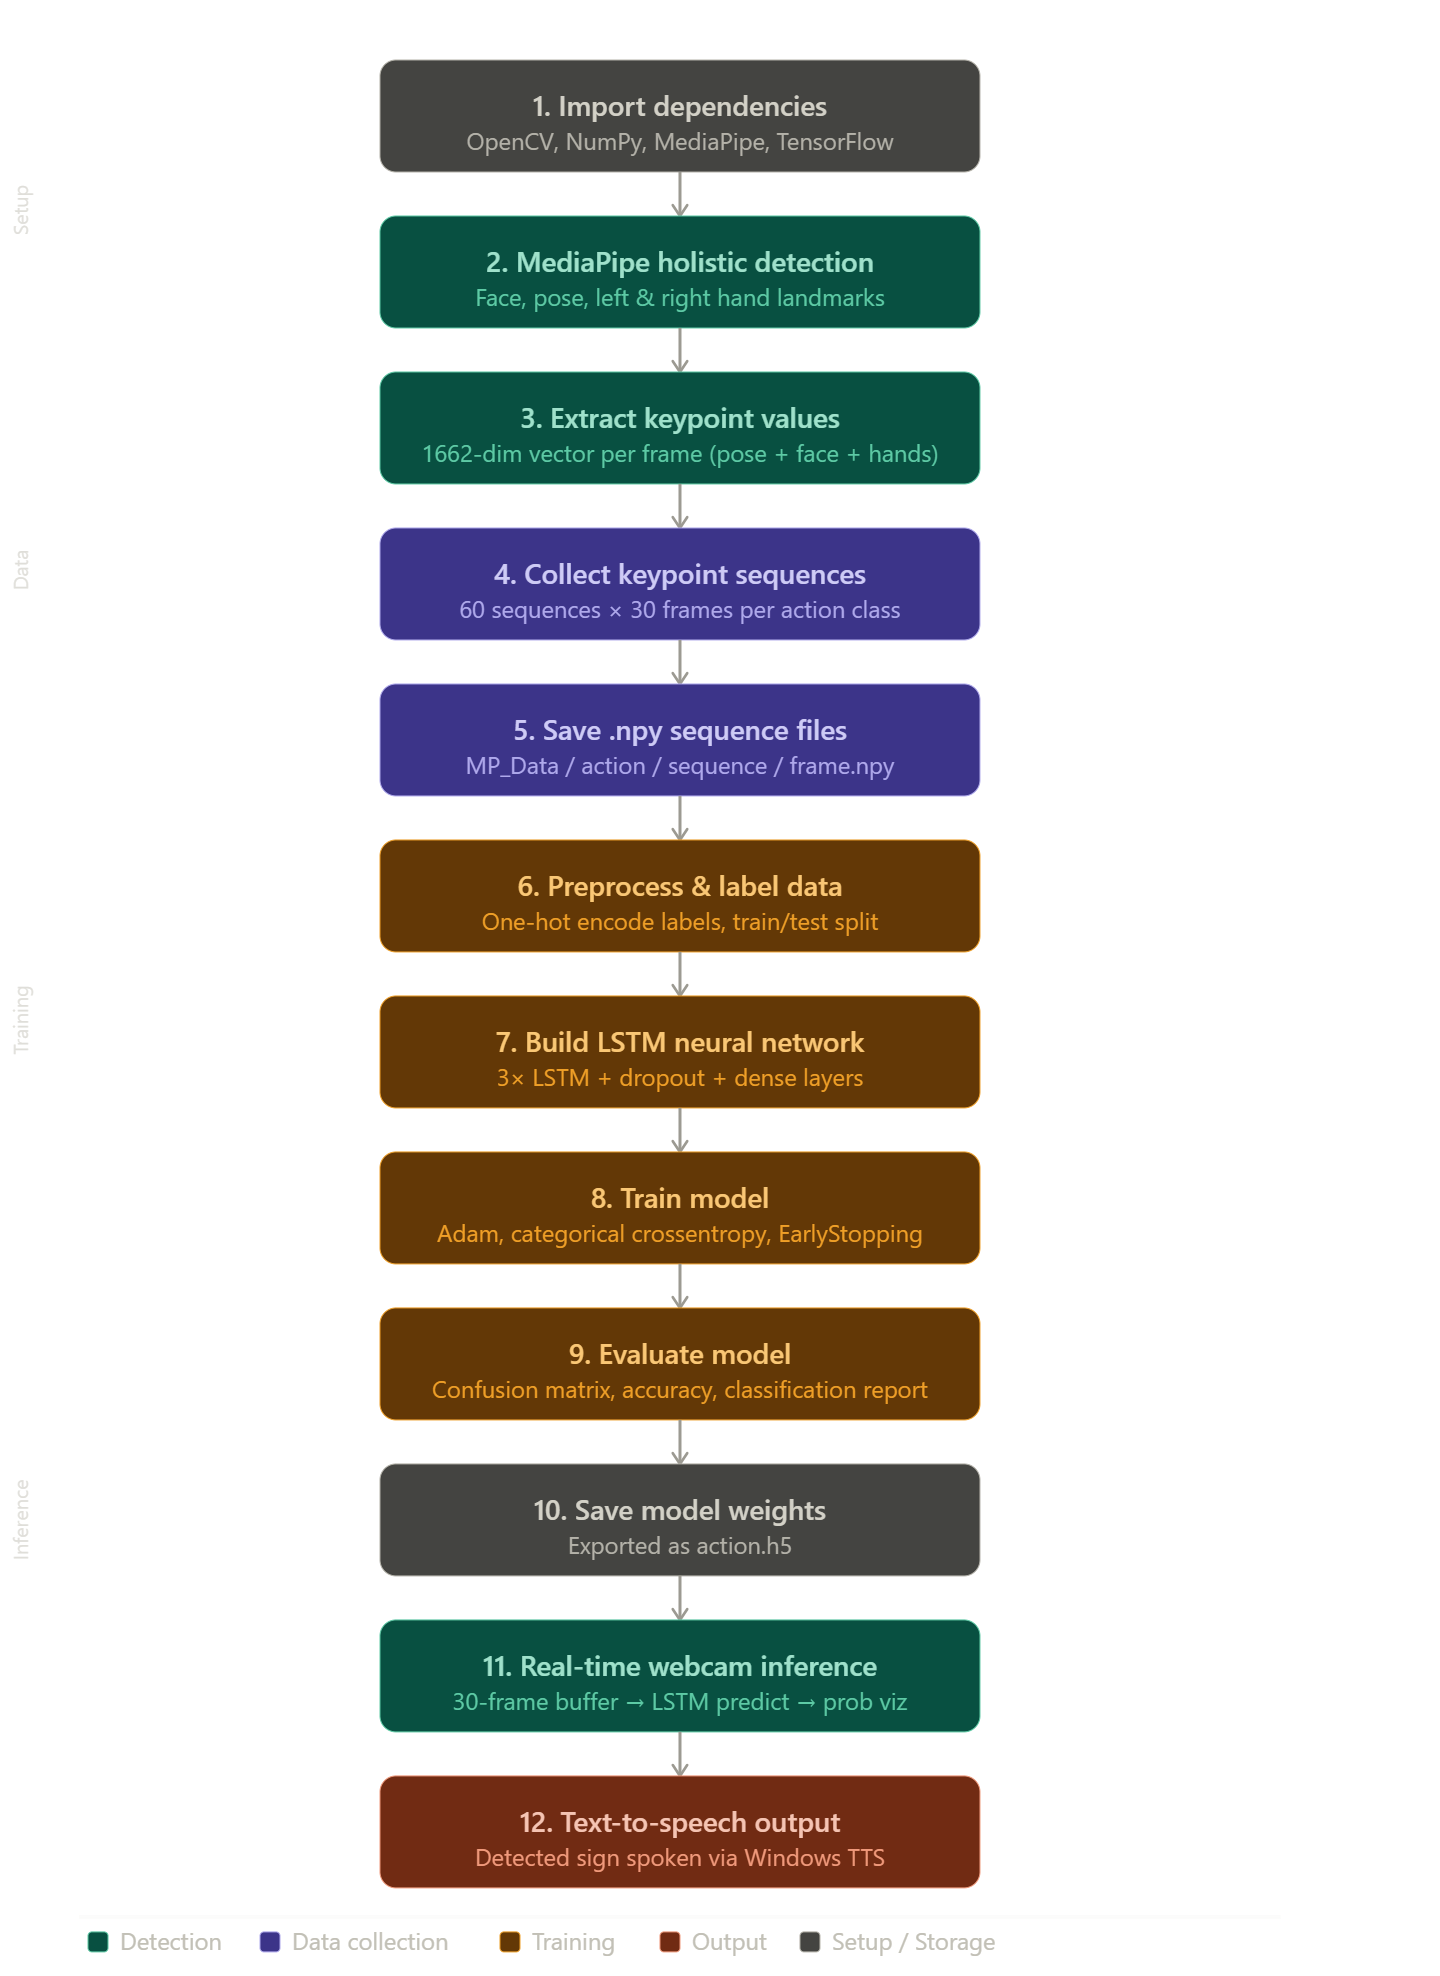 1. Import dependencies
OpenCV, NumPy, MediaPipe, TensorFlow
Setup
2. MediaPipe holistic detection
Face, pose, left & right hand landmarks
3. Extract keypoint values
1662-dim vector per frame (pose + face + hands)
Data
4. Collect keypoint sequences
60 sequences × 30 frames per action class
5. Save .npy sequence files
MP_Data / action / sequence / frame.npy
6. Preprocess & label data
One-hot encode labels, train/test split
Training
7. Build LSTM neural network
3× LSTM + dropout + dense layers
8. Train model
Adam, categorical crossentropy, EarlyStopping
9. Evaluate model
Confusion matrix, accuracy, classification report
Inference
10. Save model weights
Exported as action.h5
11. Real-time webcam inference
30-frame buffer → LSTM predict → prob viz
12. Text-to-speech output
Detected sign spoken via Windows TTS
Detection Data collection Training Output Setup / Storage